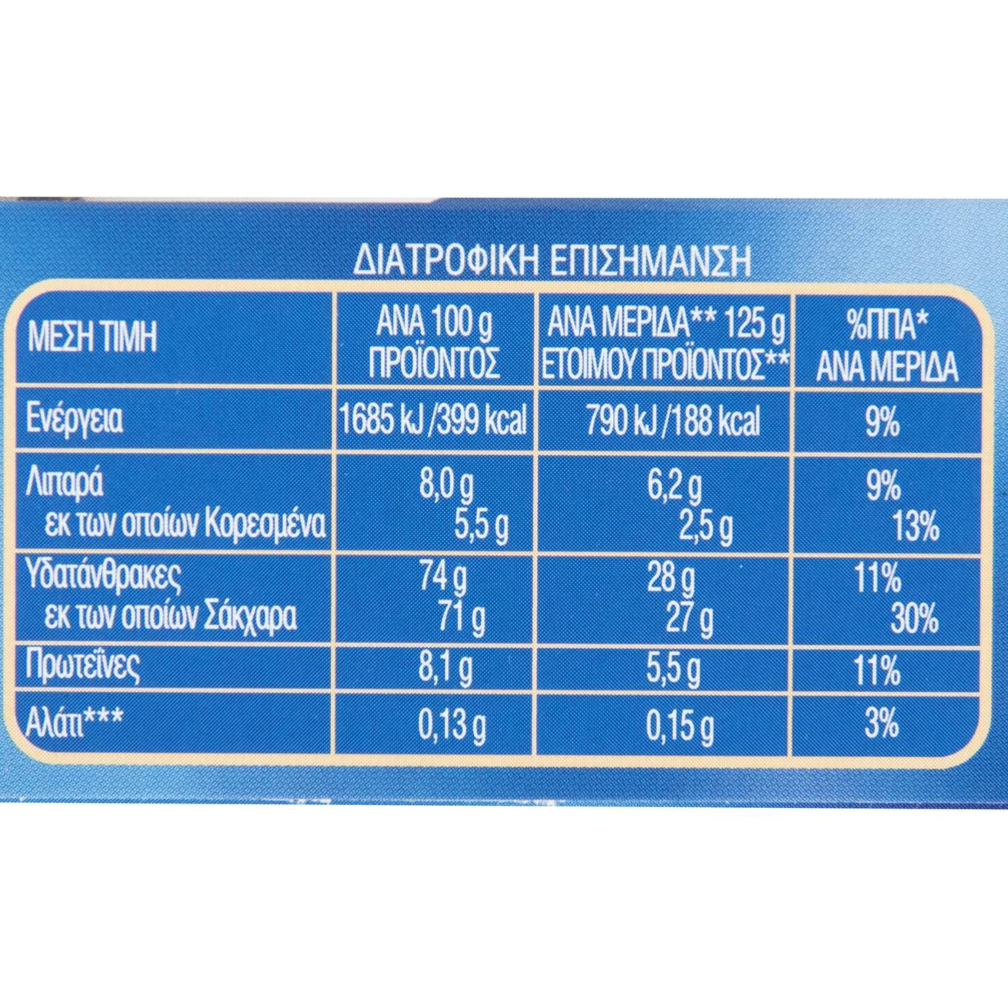 ΔΙΑΤΡΟΦΙΚΗ ΕΠΙΣΗΜΑΝΣΗ
ΜΕΣΗ ΤΙΜΗ ΑΝΑ 100 g ΠΡΟΪΟΝΤΟΣ ΑΝΑ ΜΕΡΙΔΑ** 125 g ΕΤΟΙΜΟΥ ΠΡΟΪΟΝΤΟΣ** %ΠΠΑ* ΑΝΑ ΜΕΡΙΔΑ
Ενέργεια 1685 kJ /399 kcal 790 kJ /188 kcal 9%
Λιπαρά 8,0 g 6,2 g 9%
εκ των οποίων Κορεσμένα 5,5 g 2,5 g 13%
Υδατάνθρακες 74 g 28 g 11%
εκ των οποίων Σάκχαρα 71 g 27 g 30%
Πρωτεΐνες 8,1 g 5,5 g 11%
Αλάτι*** 0,13 g 0,15 g 3%